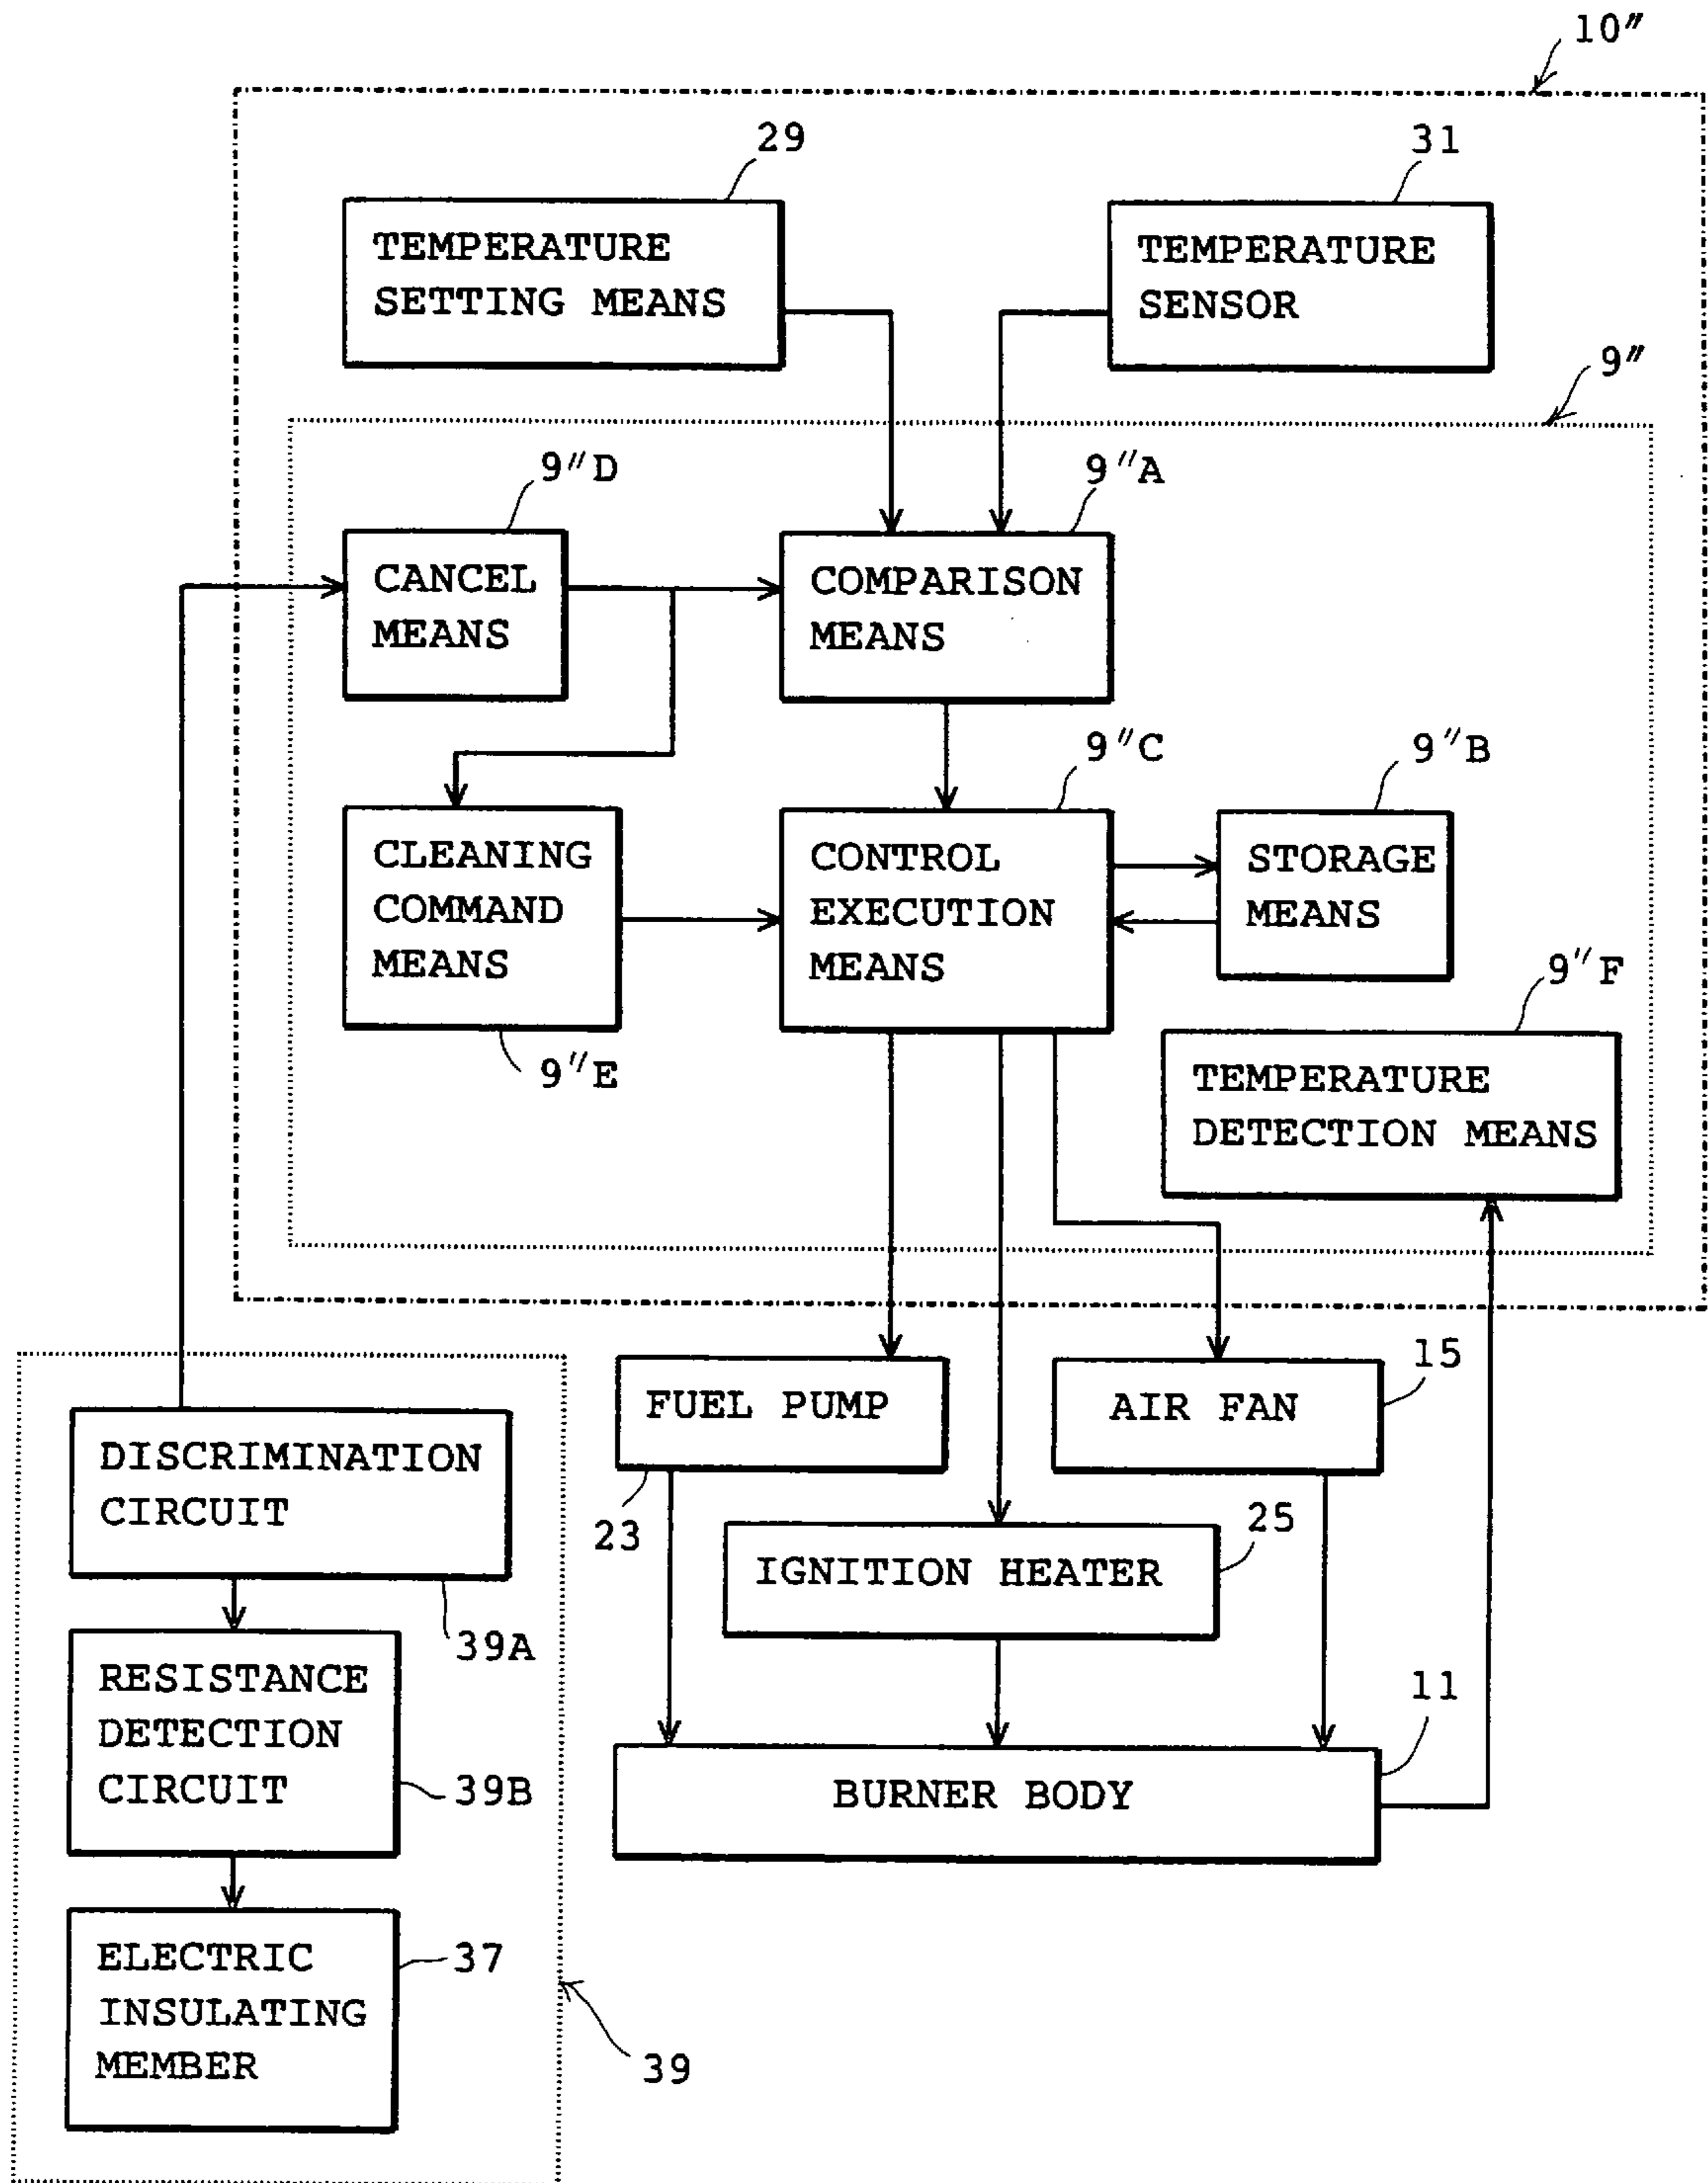 10″
29
31
TEMPERATURE
SETTING MEANS
TEMPERATURE
SENSOR
9″
9″D
9″A
CANCEL
MEANS
COMPARISON
MEANS
9″C
9″B
CLEANING
COMMAND
MEANS
CONTROL
EXECUTION
MEANS
STORAGE
MEANS
9″F
9″E
TEMPERATURE
DETECTION MEANS
15
FUEL PUMP
AIR FAN
DISCRIMINATION
CIRCUIT
23
25
IGNITION HEATER
39A
RESISTANCE
DETECTION
CIRCUIT
39B
11
BURNER BODY
ELECTRIC
INSULATING
MEMBER
37
39